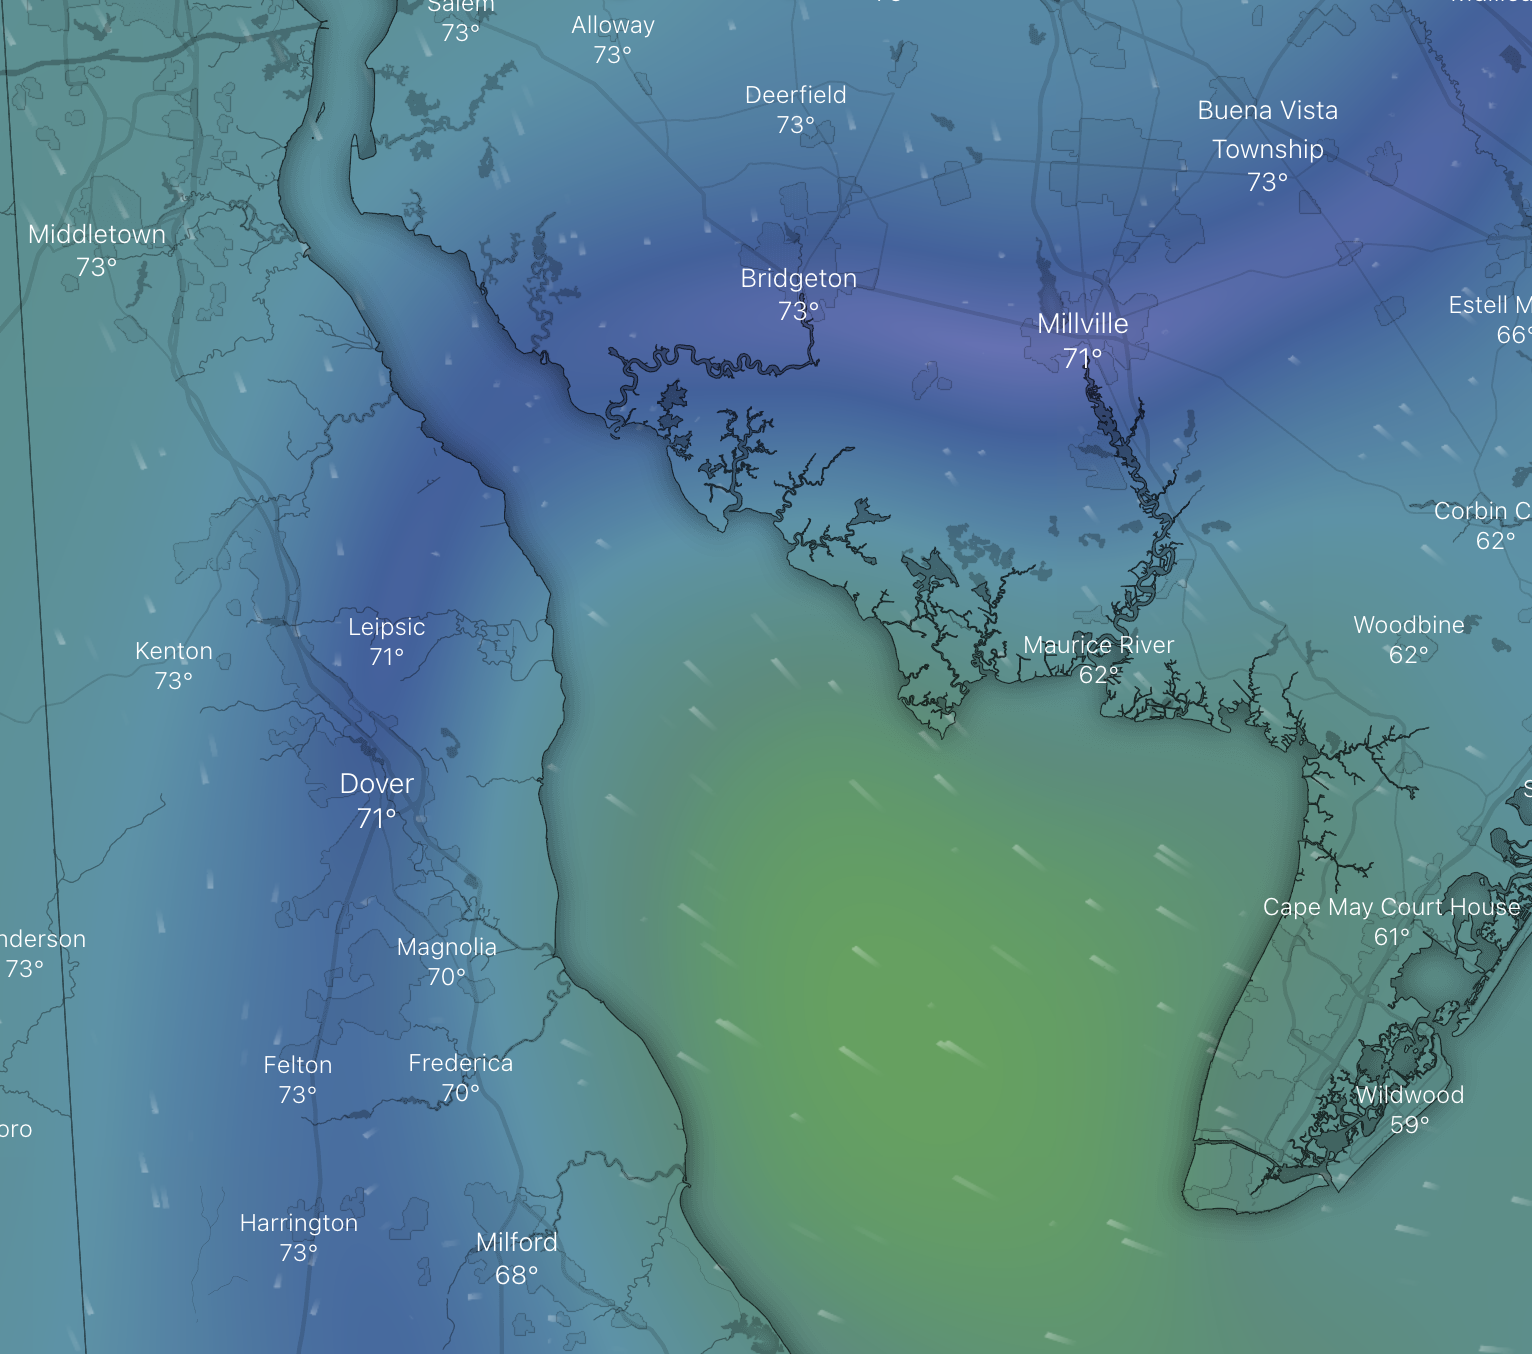 Salem
73°
Alloway
73°
Deerfield
73°
Buena Vista
Township
73°
Middletown
73°
Bridgeton
73°
Millville
71°
Estell M
66°
Corbin C
62°
Leipsic
71°
Kenton
73°
Maurice River
62°
Woodbine
62°
Dover
71°
S
Cape May Court House
61°
nderson
73°
Magnolia
70°
Felton
73°
Frederica
70°
Wildwood
59°
oro
Harrington
73°
Milford
68°